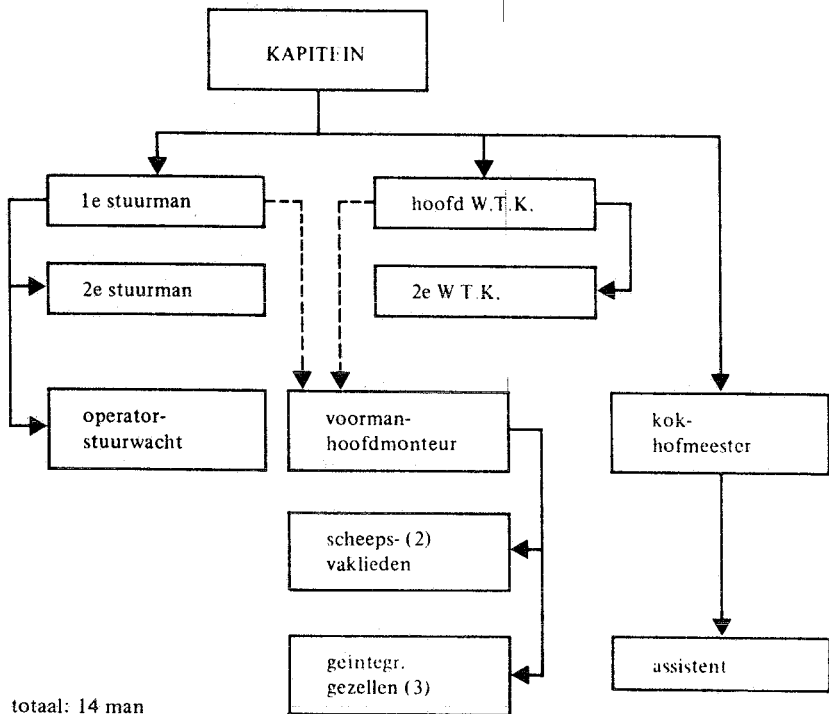 KAPITEIN
1e stuurman
hoofd W.T.K.
2e stuurman
2e W T.K.
operator-
stuurwacht
voorman-
hoofdmonteur
kok-
hofmeester
scheeps- (2)
vaklieden
geintegr.
gezellen (3)
assistent
totaal: 14 man